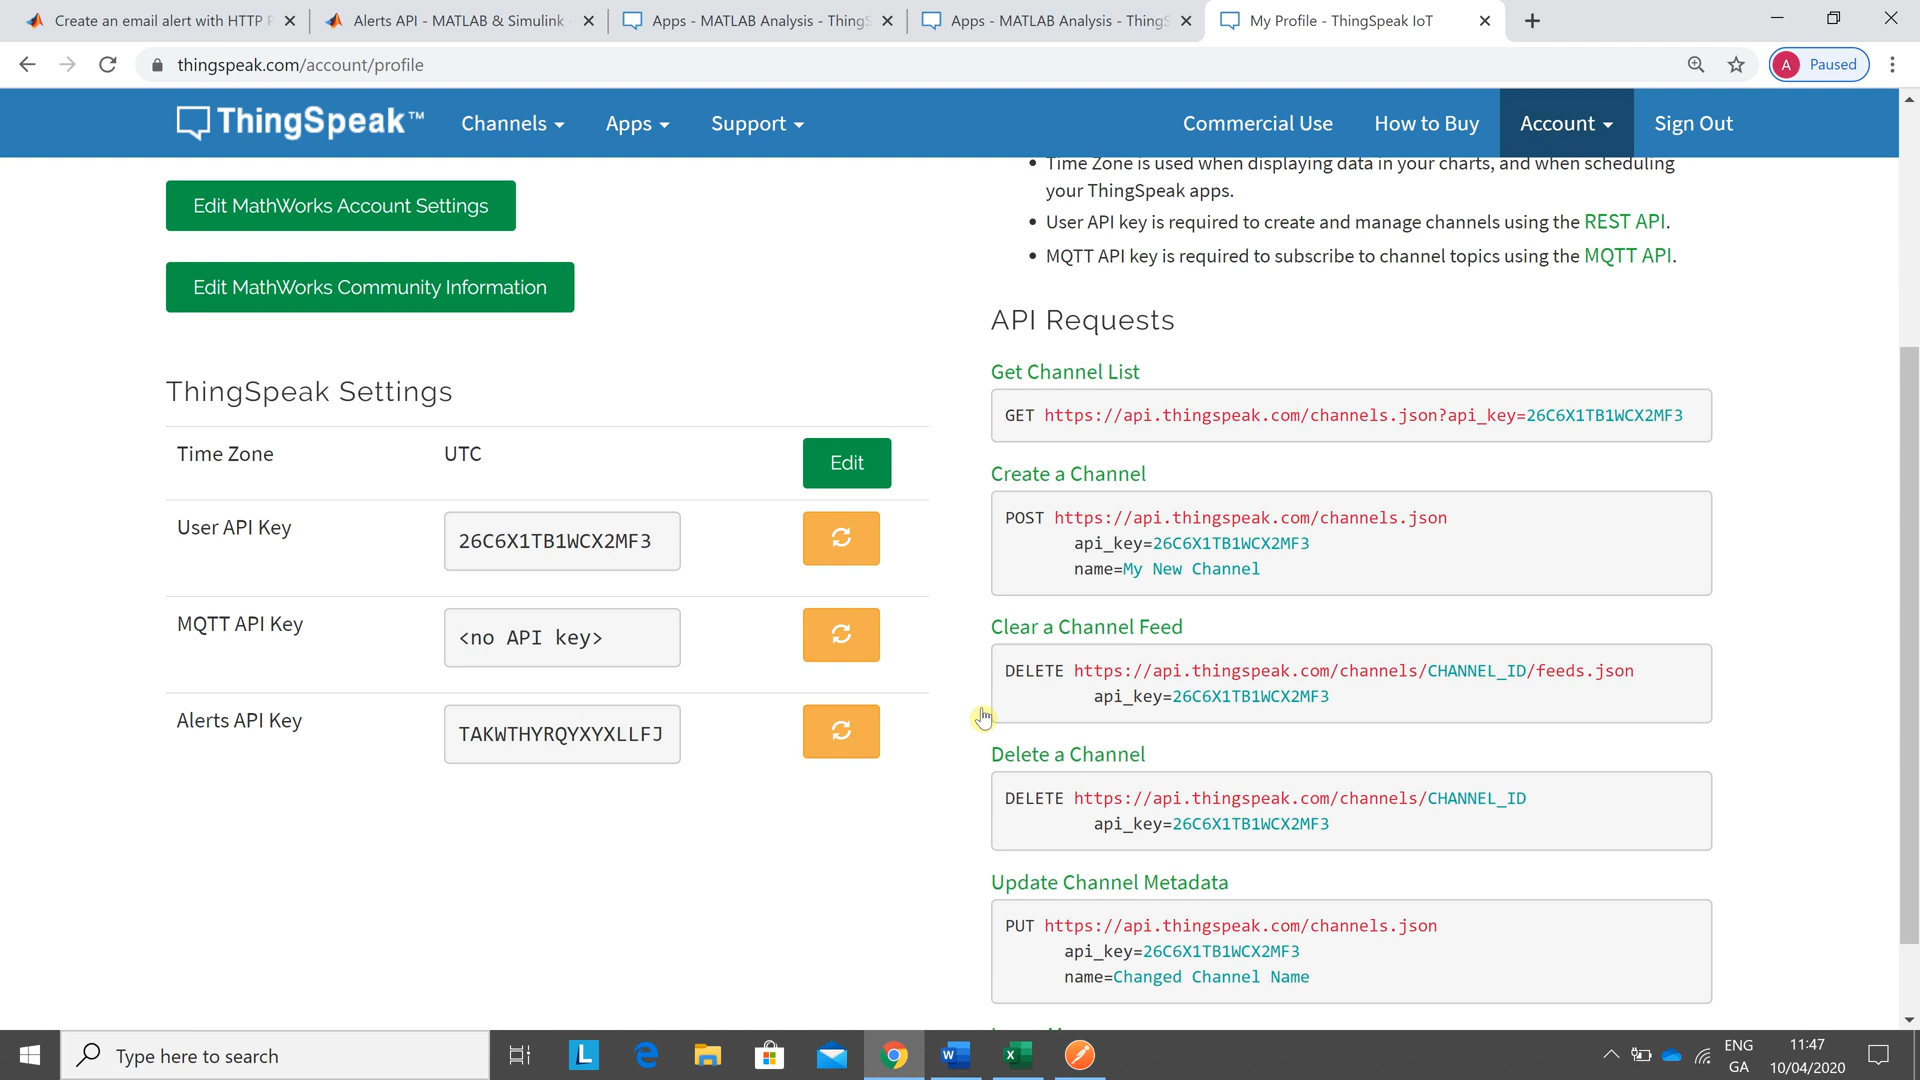 Create an email alert with HTTP P
Alerts API - MATLAB & Simulink
Apps - MATLAB Analysis - ThingS
Apps - MATLAB Analysis - ThingS
My Profile - ThingSpeak IoT
thingspeak.com/account/profile
A Paused
ThingSpeak™
Channels
Apps
Support
Commercial Use
How to Buy
Account
Sign Out
Edit MathWorks Account Settings
Edit MathWorks Community Information
ThingSpeak Settings
Time Zone UTC Edit
User API Key 26C6X1TB1WCX2MF3
MQTT API Key <no API key>
Alerts API Key TAKWTHYRQYXYXLLFJ
Time Zone is used when displaying data in your charts, and when scheduling
your ThingSpeak apps.
User API key is required to create and manage channels using the REST API.
MQTT API key is required to subscribe to channel topics using the MQTT API.
API Requests
Get Channel List
GET https://api.thingspeak.com/channels.json?api_key=26C6X1TB1WCX2MF3
Create a Channel
POST https://api.thingspeak.com/channels.json
api_key=26C6X1TB1WCX2MF3
name=My New Channel
Clear a Channel Feed
DELETE https://api.thingspeak.com/channels/CHANNEL_ID/feeds.json
api_key=26C6X1TB1WCX2MF3
Delete a Channel
DELETE https://api.thingspeak.com/channels/CHANNEL_ID
api_key=26C6X1TB1WCX2MF3
Update Channel Metadata
PUT https://api.thingspeak.com/channels.json
api_key=26C6X1TB1WCX2MF3
name=Changed Channel Name
Type here to search
L
W
X
ENG
GA
11:47
10/04/2020